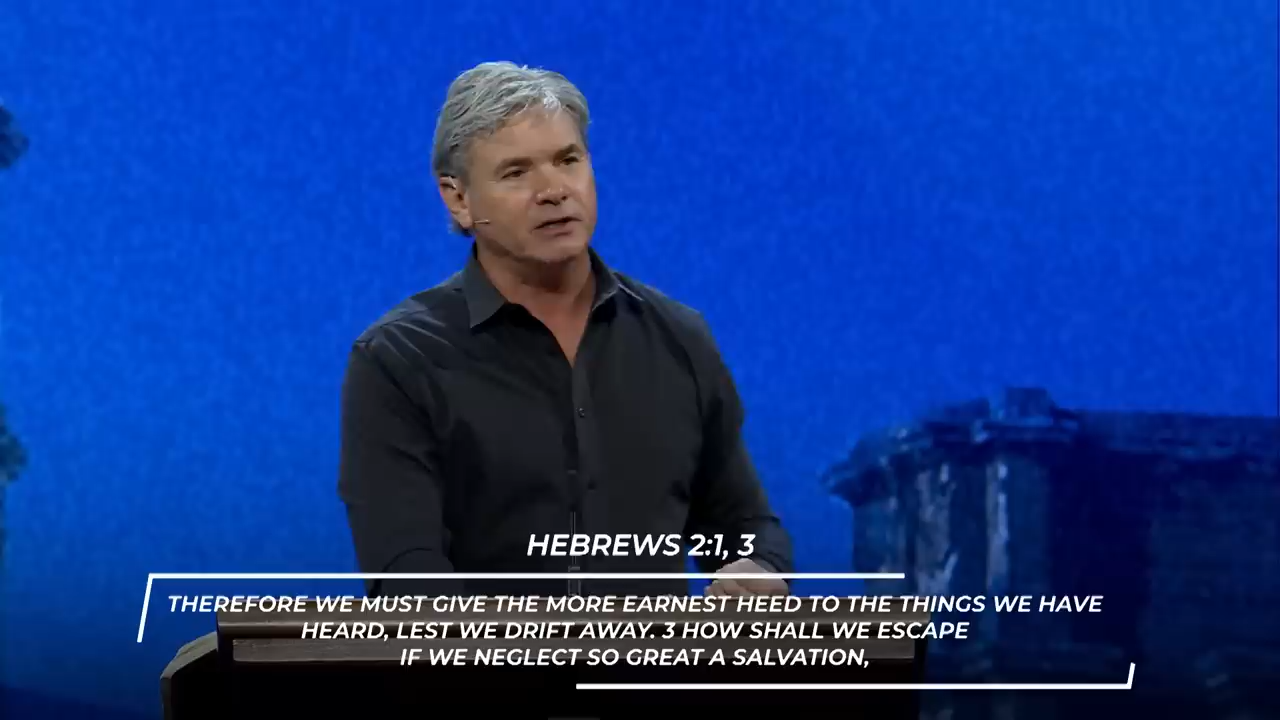 HEBREWS 2:1, 3
THEREFORE WE MUST GIVE THE MORE EARNEST HEED TO THE THINGS WE HAVE
HEARD, LEST WE DRIFT AWAY. 3 HOW SHALL WE ESCAPE
IF WE NEGLECT SO GREAT A SALVATION,